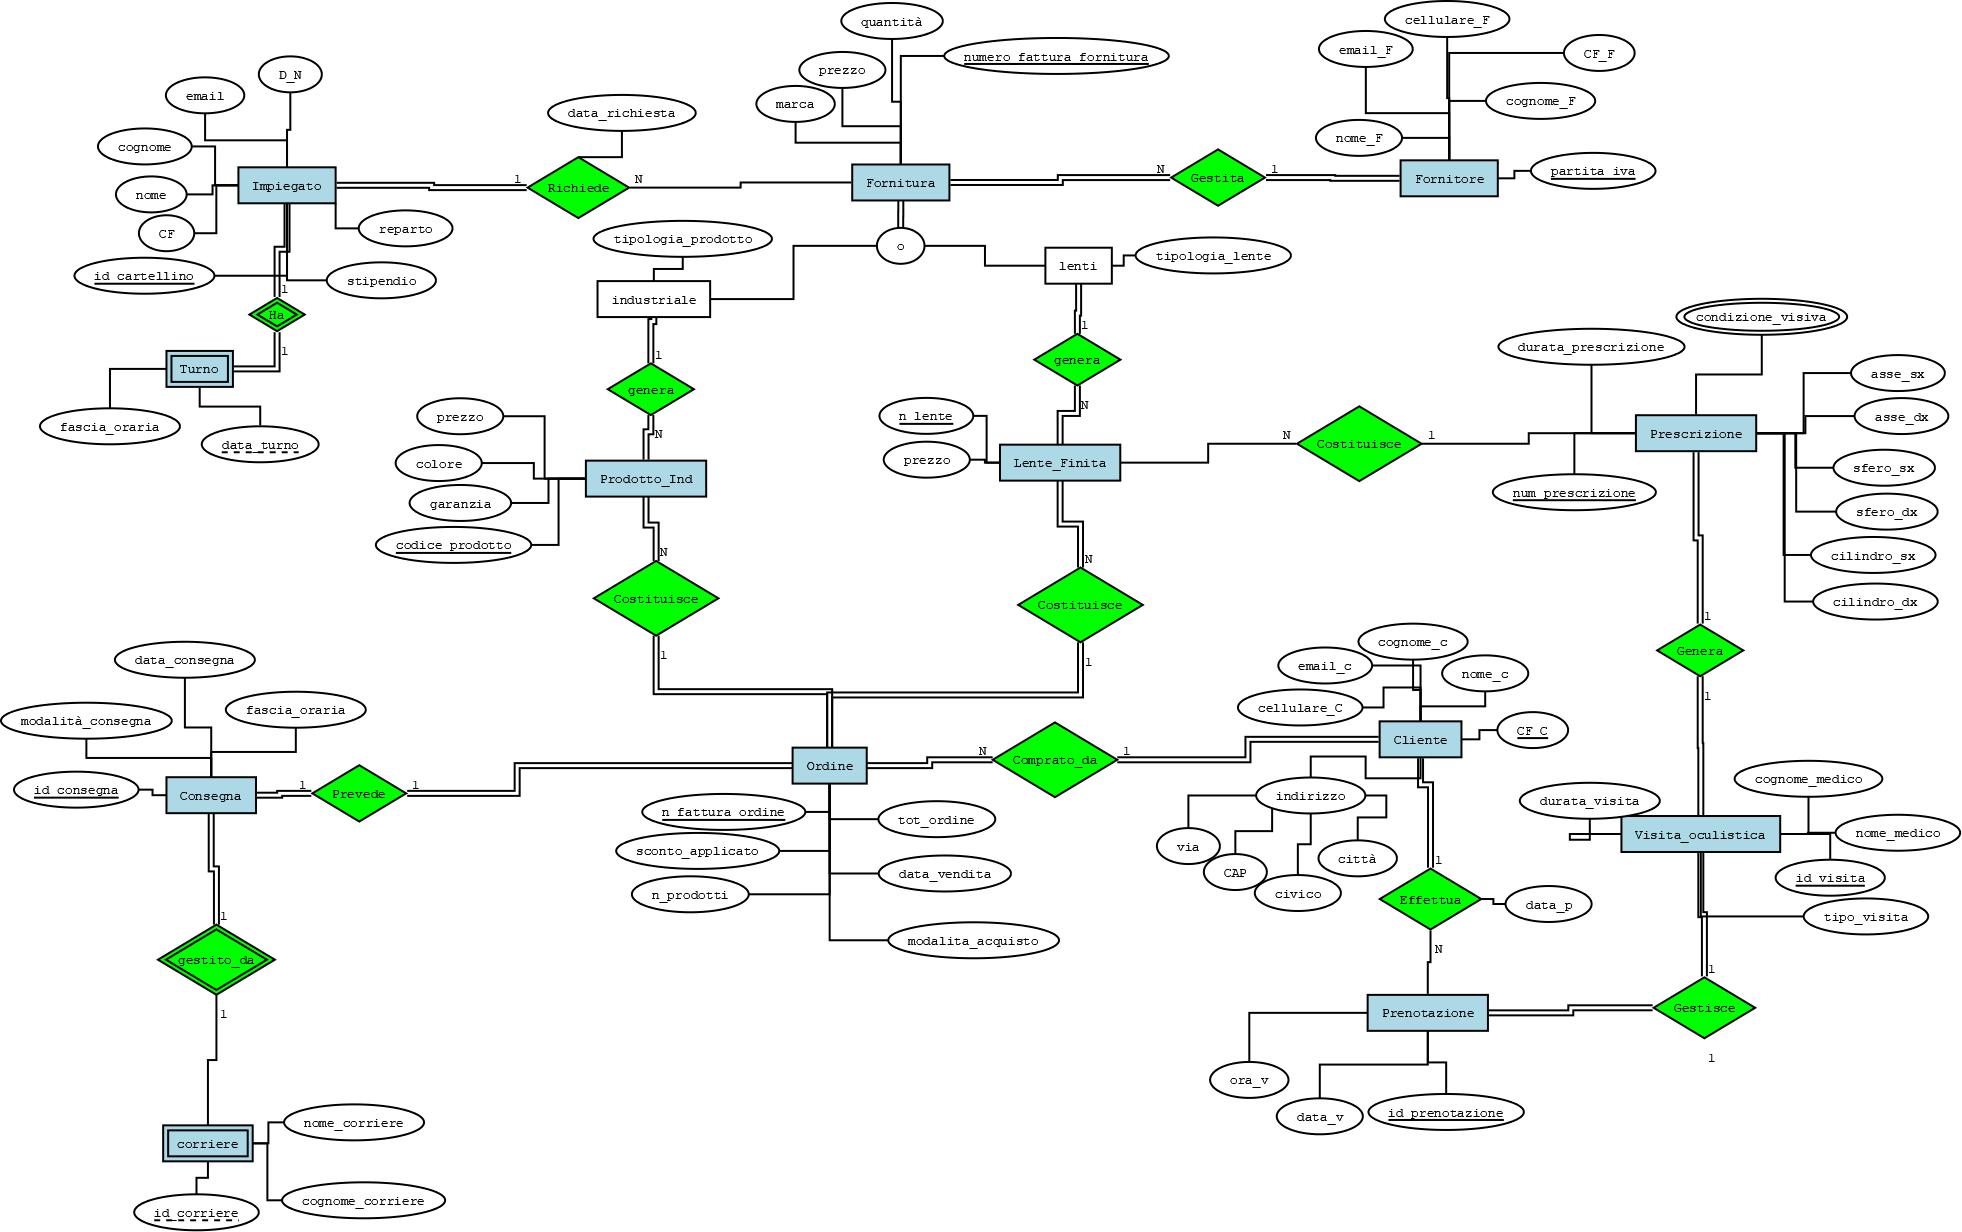 quantità
cellulare_F
D_N
email
prezzo
numero_fattura_fornitura
email_F
CF_F
marca
cognome_F
data_richiesta
cognome
nome_F
Impiegato
1
Richiede
N
Fornitura
N
Gestita
1
Fornitore
partita_iva
nome
CF
reparto
tipologia_prodotto
o
lenti
tipologia_lente
id_cartellino
stipendio
1
industriale
Ha
1
condizione_visiva
durata_prescrizione
1
genera
Turno
1
genera
asse_sx
fascia_oraria
data_turno
prezzo
N
n_lente
N
N
Costituisce
1
Prescrizione
asse_dx
colore
Prodotto_Ind
prezzo
Lente_Finita
sfero_sx
garanzia
num_prescrizione
sfero_dx
codice_prodotto
N
N
cilindro_sx
Costituisce
Costituisce
cilindro_dx
1
1
1
Genera
1
data_consegna
cognome_c
email_c
nome_c
modalità_consegna
fascia_oraria
cellulare_C
Cliente
CF_C
id_consegna
Consegna
1
Prevede
1
Ordine
N
Comprato_da
1
cognome_medico
n_fattura_ordine
tot_ordine
indirizzo
durata_visita
Visita_oculistica
nome_medico
sconto_applicato
data_vendita
via
CAP
civico
città
1
id_visita
n_prodotti
Effettua
data_p
tipo_visita
1
gestito_da
1
modalita_acquisto
N
1
Prenotazione
Gestisce
1
ora_v
data_v
id_prenotazione
nome_corriere
corriere
cognome_corriere
id_corriere